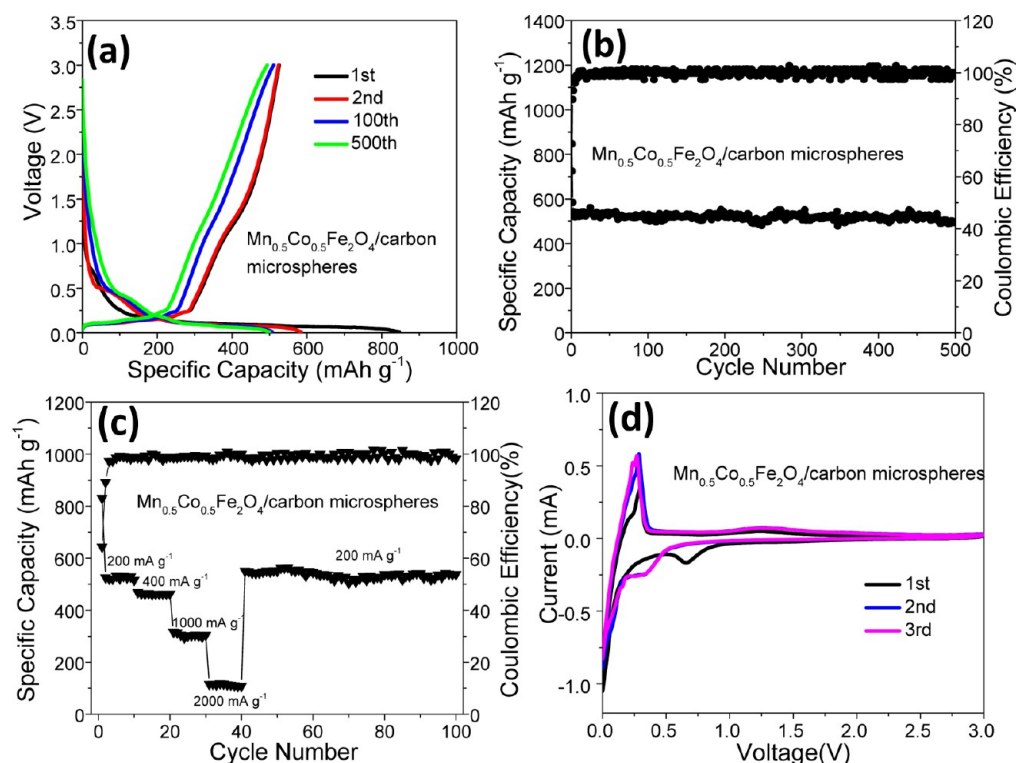 (a)
3.5
3.0
2.5
2.0
1.5
1.0
0.5
0.0
Voltage (V)
1st
2nd
100th
500th
Mn0.5Co0.5Fe2O4/carbon
microspheres
0 200 400 600 800 1000
Specific Capacity (mAh g-1)
(b)
1400
1200
1000
800
600
400
200
0
Specific Capacity (mAh g-1)
Mn0.5Co0.5Fe2O4/carbon microspheres
120
100
80
60
40
20
0
Coulombic Efficiency (%)
0 100 200 300 400 500
Cycle Number
(c)
1200
1000
800
600
400
200
0
Specific Capacity (mAh g-1)
Mn0.5Co0.5Fe2O4/carbon microspheres
200 mA g-1
400 mA g-1
1000 mA g-1
2000 mA g-1
200 mA g-1
120
100
80
60
40
20
0
Coulombic Efficiency(%)
0 20 40 60 80 100
Cycle Number
(d)
1.0
0.5
0.0
-0.5
-1.0
Current (mA)
Mn0.5Co0.5Fe2O4/carbon microspheres
1st
2nd
3rd
0.0 0.5 1.0 1.5 2.0 2.5 3.0
Voltage(V)